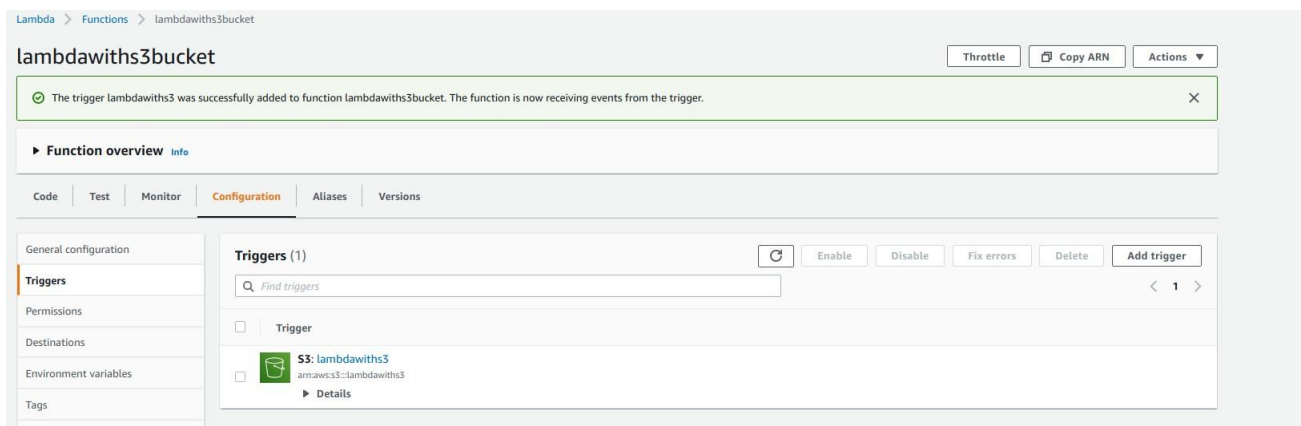 Lambda > Functions > lambdawiths3bucket
lambdawiths3bucket
Throttle Copy ARN Actions
The trigger lambdawiths3 was successfully added to function lambdawiths3bucket. The function is now receiving events from the trigger.
Function overview Info
Code Test Monitor Configuration Aliases Versions
General configuration
Triggers
Permissions
Destinations
Environment variables
Tags
Triggers (1)
Enable Disable Fix errors Delete Add trigger
Find triggers
< 1 >
Trigger
S3: lambdawiths3
arn:aws:s3:::lambdawiths3
Details